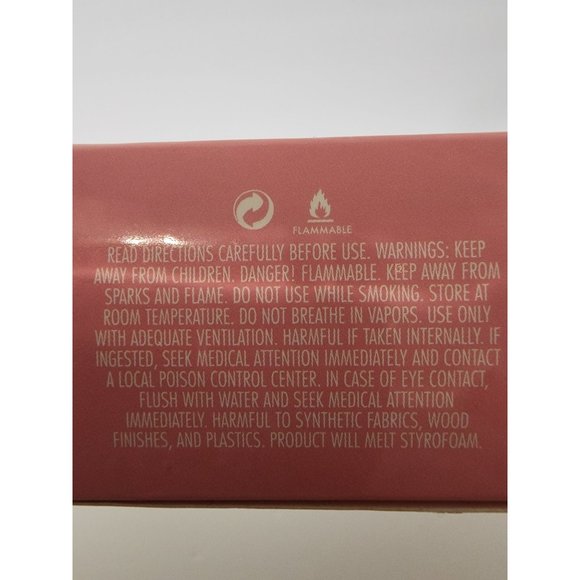 FLAMMABLE
READ DIRECTIONS CAREFULLY BEFORE USE. WARNINGS: KEEP
AWAY FROM CHILDREN. DANGER! FLAMMABLE. KEEP AWAY FROM
SPARKS AND FLAME. DO NOT USE WHILE SMOKING. STORE AT
ROOM TEMPERATURE. DO NOT BREATHE IN VAPORS. USE ONLY
WITH ADEQUATE VENTILATION. HARMFUL IF TAKEN INTERNALLY. IF
INGESTED, SEEK MEDICAL ATTENTION IMMEDIATELY AND CONTACT
A LOCAL POISON CONTROL CENTER. IN CASE OF EYE CONTACT,
FLUSH WITH WATER AND SEEK MEDICAL ATTENTION
IMMEDIATELY. HARMFUL TO SYNTHETIC FABRICS, WOOD
FINISHES, AND PLASTICS. PRODUCT WILL MELT STYROFOAM.